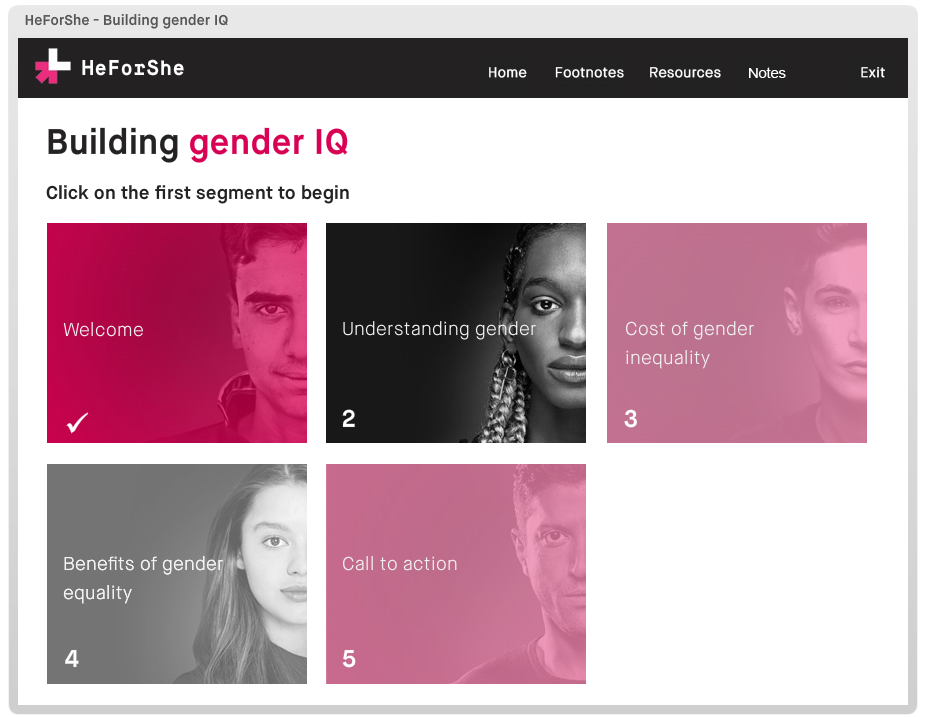 HeForShe - Building gender IQ
HeForShe
Home Footnotes Resources Notes Exit
Building gender IQ
Click on the first segment to begin
Welcome
Understanding gender
2
Cost of gender
inequality
3
Benefits of gender
equality
4
Call to action
5